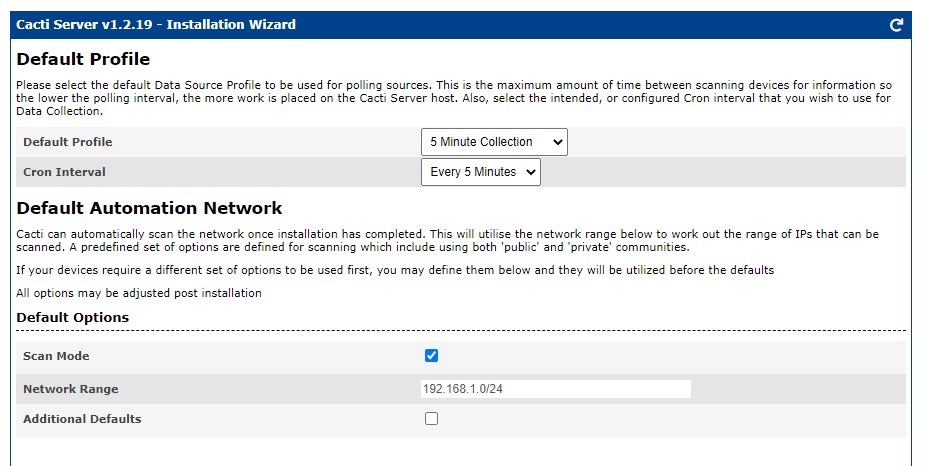 Cacti Server v1.2.19 - Installation Wizard
Default Profile
Please select the default Data Source Profile to be used for polling sources. This is the maximum amount of time between scanning devices for information so
the lower the polling interval, the more work is placed on the Cacti Server host. Also, select the intended, or configured Cron interval that you wish to use for
Data Collection.
Default Profile 5 Minute Collection
Cron Interval Every 5 Minutes
Default Automation Network
Cacti can automatically scan the network once installation has completed. This will utilise the network range below to work out the range of IPs that can be
scanned. A predefined set of options are defined for scanning which include using both 'public' and 'private' communities.
If your devices require a different set of options to be used first, you may define them below and they will be utilized before the defaults
All options may be adjusted post installation
Default Options
Scan Mode
Network Range 192.168.1.0/24
Additional Defaults